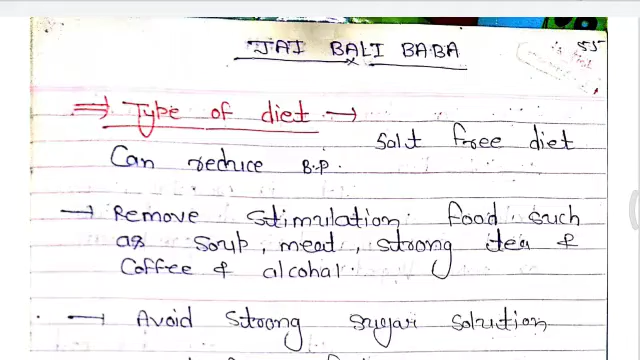 JAI BALI BABA
55
⇒ Type of diet → Salt free diet
Can reduce B.P.
→ Remove stimulation food such
as soup, meat, strong tea &
Coffee & alcohal.
→ Avoid strong sugar solution